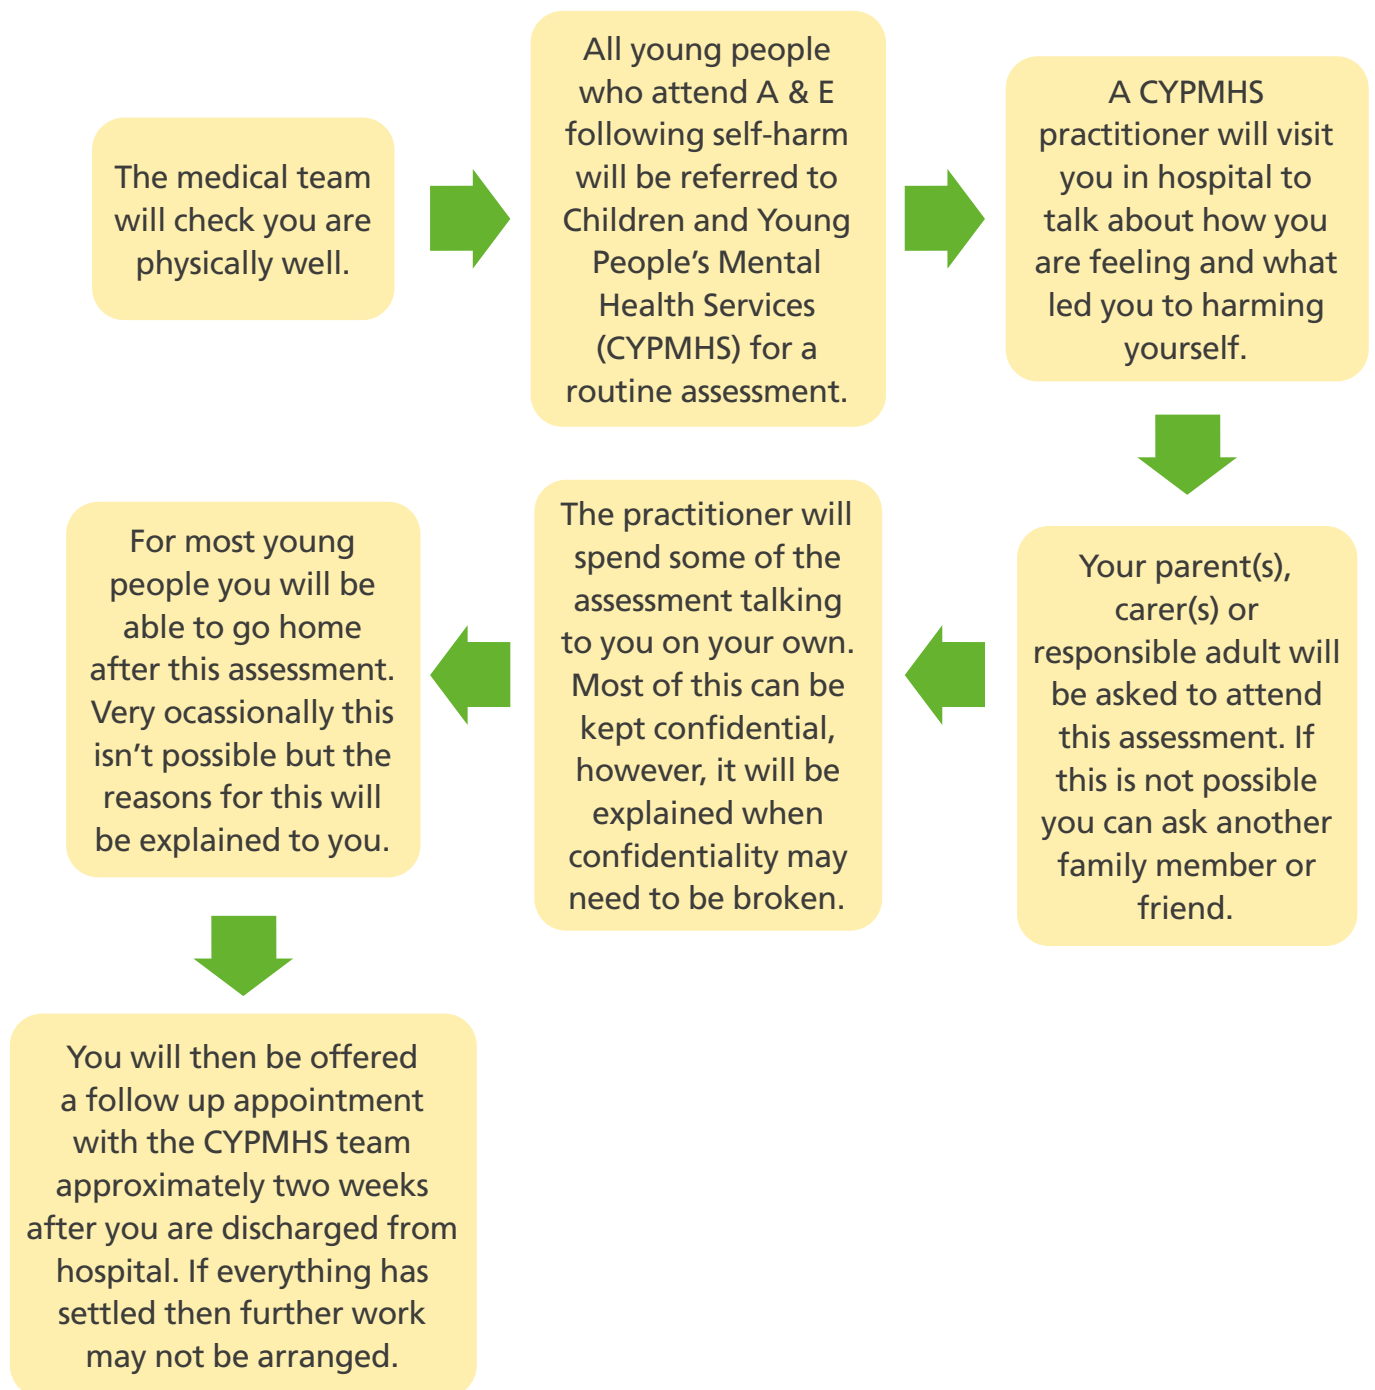 The medical team
will check you are
physically well.
All young people
who attend A & E
following self-harm
will be referred to
Children and Young
People’s Mental
Health Services
(CYPMHS) for a
routine assessment.
A CYPMHS
practitioner will visit
you in hospital to
talk about how you
are feeling and what
led you to harming
yourself.
Your parent(s),
carer(s) or
responsible adult will
be asked to attend
this assessment. If
this is not possible
you can ask another
family member or
friend.
The practitioner will
spend some of the
assessment talking
to you on your own.
Most of this can be
kept confidential,
however, it will be
explained when
confidentiality may
need to be broken.
For most young
people you will be
able to go home
after this assessment.
Very ocassionally this
isn’t possible but the
reasons for this will
be explained to you.
You will then be offered
a follow up appointment
with the CYPMHS team
approximately two weeks
after you are discharged from
hospital. If everything has
settled then further work
may not be arranged.